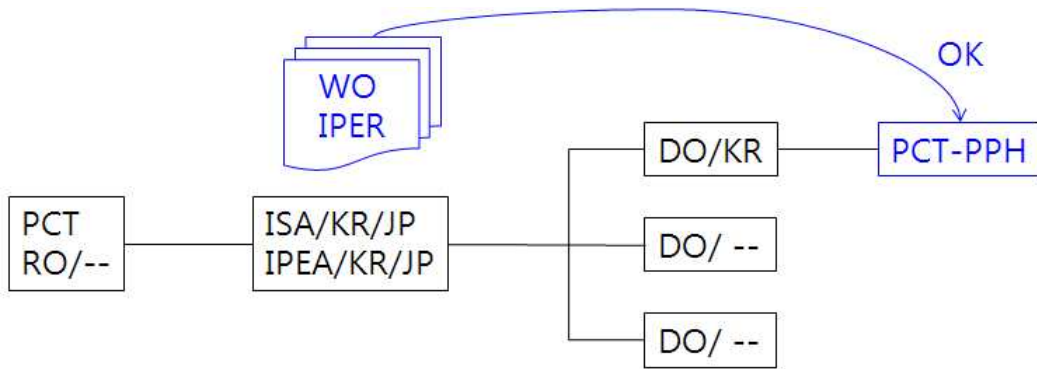 WO
IPER
OK
DO/KR
PCT-PPH
PCT
RO/--
ISA/KR/JP
IPEA/KR/JP
DO/ --
DO/ --